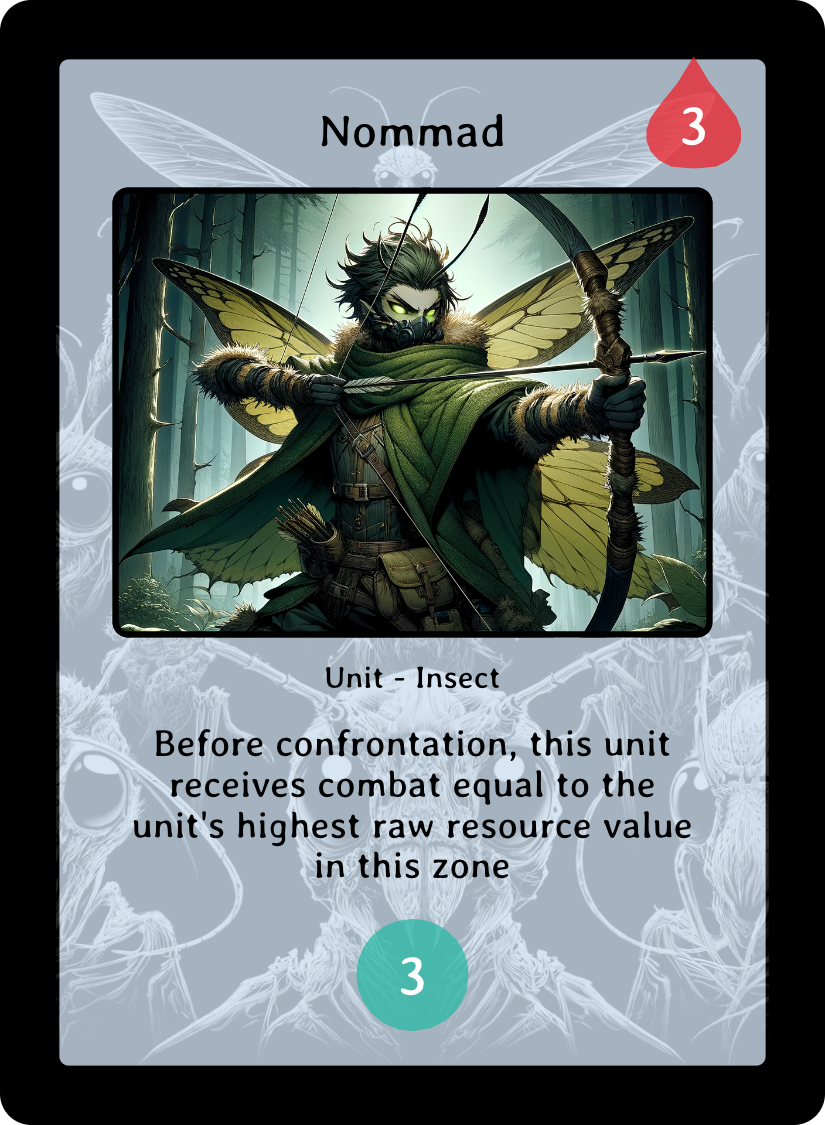 Nommad
3
Unit - Insect
Before confrontation, this unit
receives combat equal to the
unit's highest raw resource value
in this zone
3